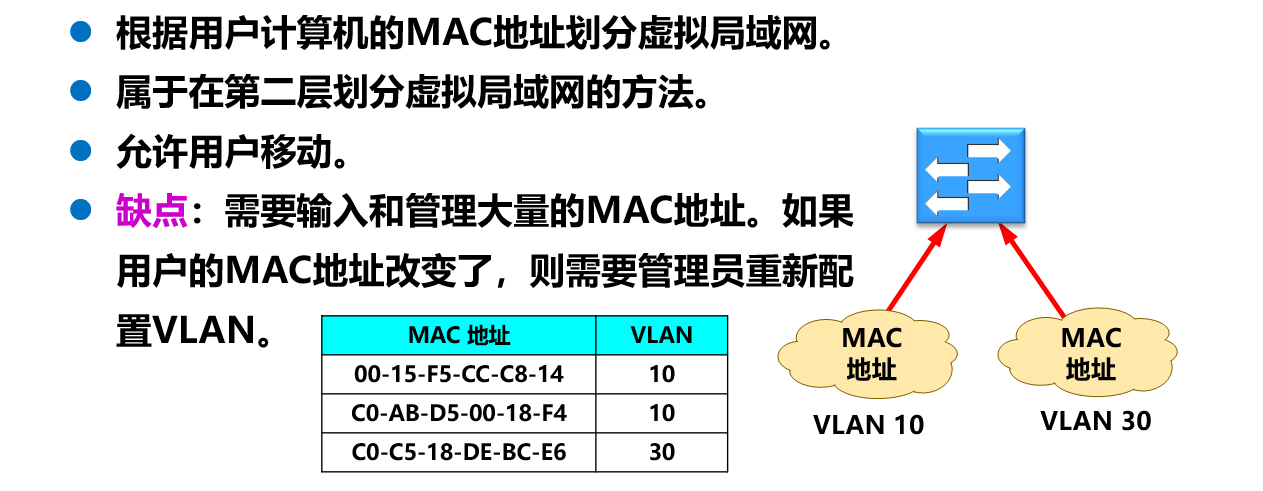 根据用户计算机的MAC地址划分虚拟局域网。
属于在第二层划分虚拟局域网的方法。
允许用户移动。
缺点：需要输入和管理大量的MAC地址。如果
用户的MAC地址改变了，则需要管理员重新配
置VLAN。
MAC 地址 VLAN
00-15-F5-CC-C8-14 10
C0-AB-D5-00-18-F4 10
C0-C5-18-DE-BC-E6 30
MAC
地址
VLAN 10
MAC
地址
VLAN 30